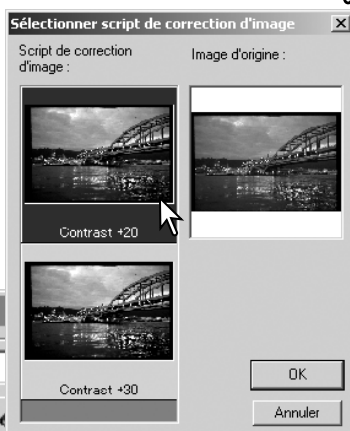 Sélectionner script de correction d'image
Script de correction
d'image :
Image d'origine :
Contrast +20
Contrast +30
OK
Annuler